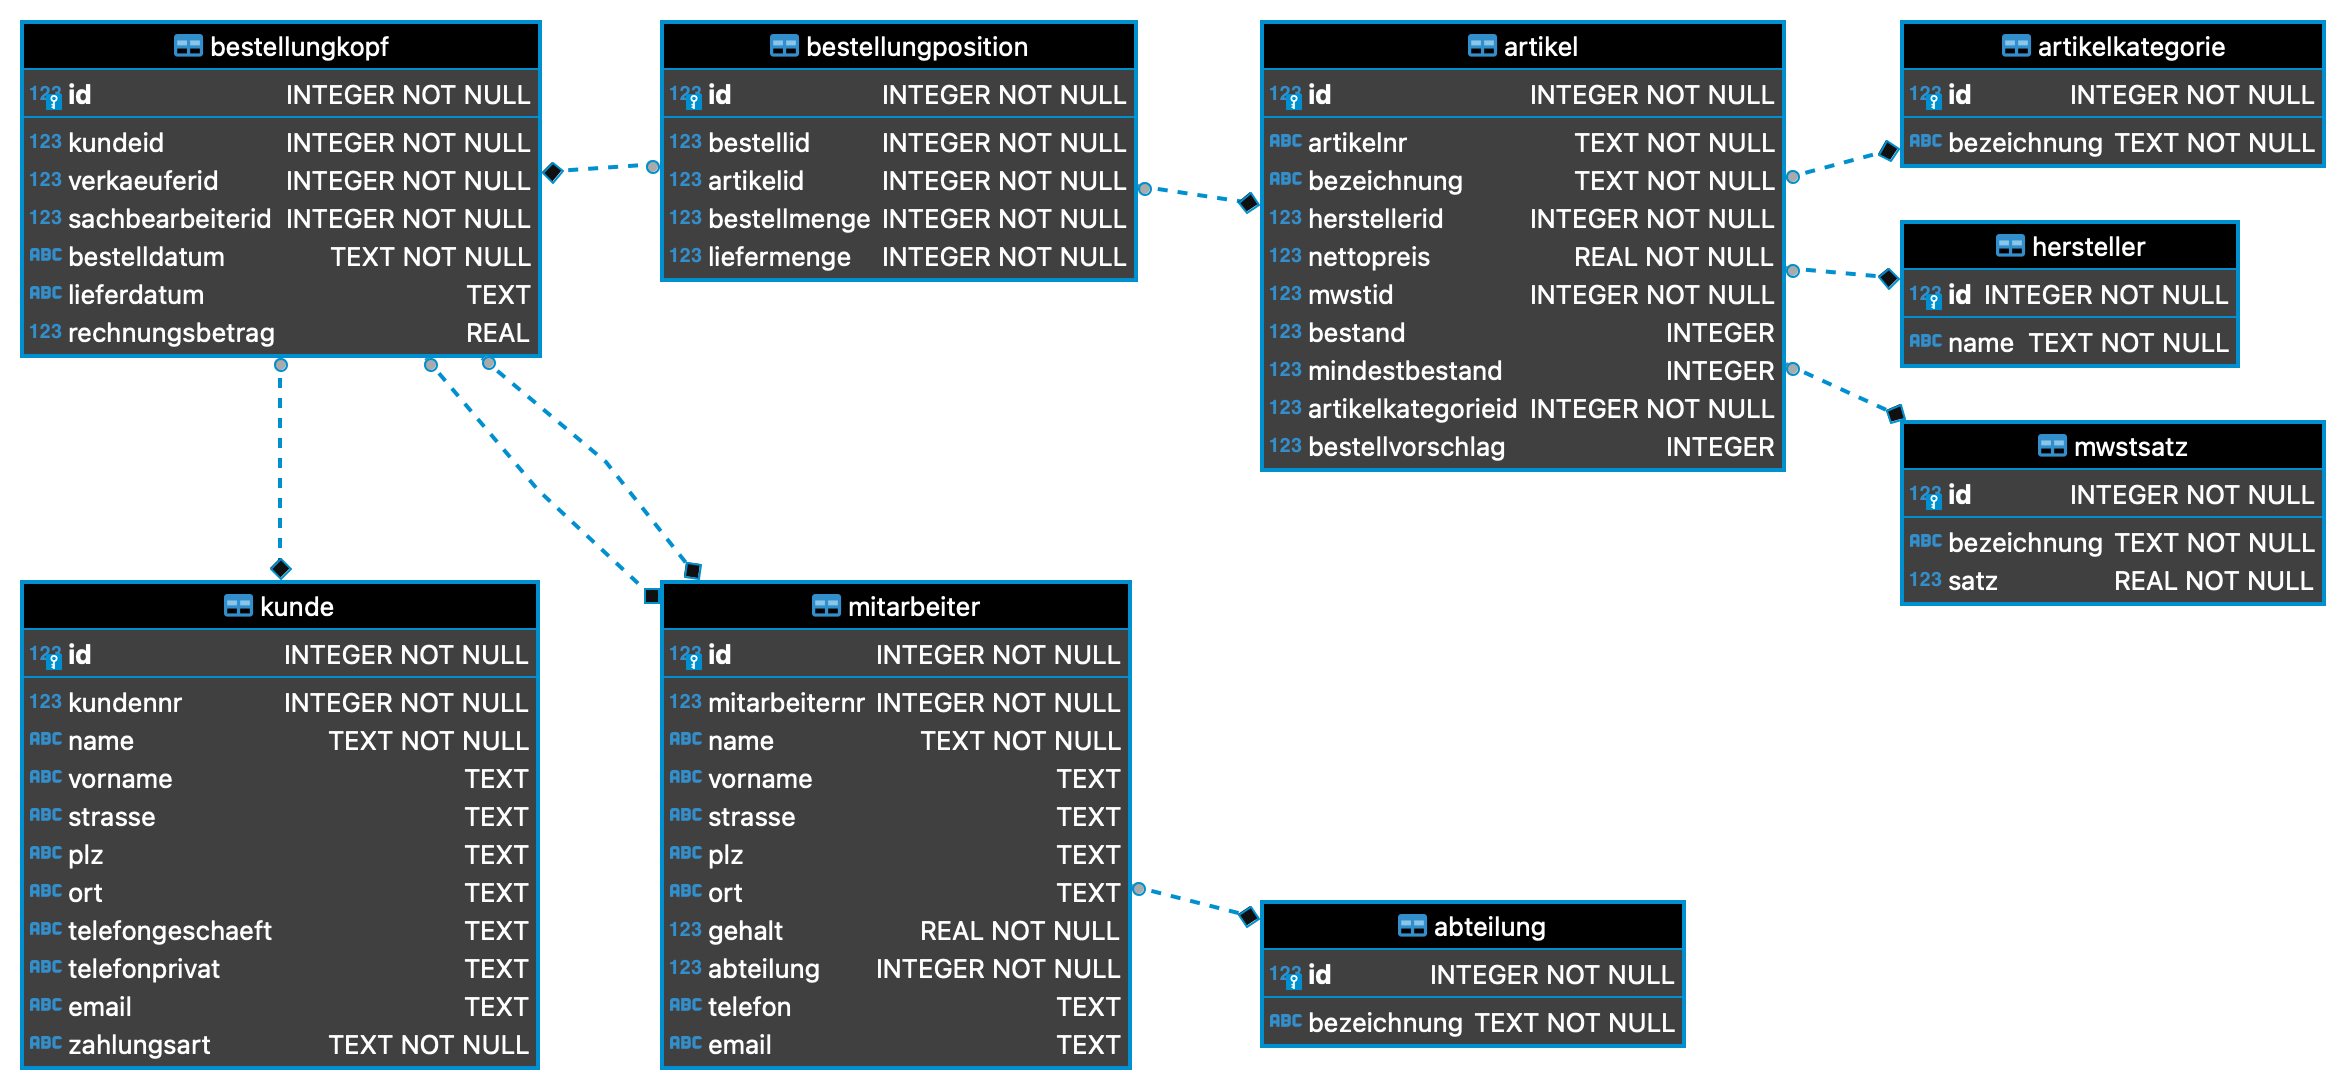 bestellungkopf
123 id INTEGER NOT NULL
123 kundeid INTEGER NOT NULL
123 verkaeuferid INTEGER NOT NULL
123 sachbearbeiterid INTEGER NOT NULL
ABC bestelldatum TEXT NOT NULL
ABC lieferdatum TEXT
123 rechnungsbetrag REAL
bestellungposition
123 id INTEGER NOT NULL
123 bestellid INTEGER NOT NULL
123 artikelid INTEGER NOT NULL
123 bestellmenge INTEGER NOT NULL
123 liefermenge INTEGER NOT NULL
artikel
123 id INTEGER NOT NULL
ABC artikelnr TEXT NOT NULL
ABC bezeichnung TEXT NOT NULL
123 herstellerid INTEGER NOT NULL
123 nettopreis REAL NOT NULL
123 mwstid INTEGER NOT NULL
123 bestand INTEGER
123 mindestbestand INTEGER
123 artikelkategorieid INTEGER NOT NULL
123 bestellvorschlag INTEGER
artikelkategorie
123 id INTEGER NOT NULL
ABC bezeichnung TEXT NOT NULL
hersteller
123 id INTEGER NOT NULL
ABC name TEXT NOT NULL
mwstsatz
123 id INTEGER NOT NULL
ABC bezeichnung TEXT NOT NULL
123 satz REAL NOT NULL
kunde
123 id INTEGER NOT NULL
123 kundennr INTEGER NOT NULL
ABC name TEXT NOT NULL
ABC vorname TEXT
ABC strasse TEXT
ABC plz TEXT
ABC ort TEXT
ABC telefongeschaeft TEXT
ABC telefonprivat TEXT
ABC email TEXT
ABC zahlungsart TEXT NOT NULL
mitarbeiter
123 id INTEGER NOT NULL
123 mitarbeiternr INTEGER NOT NULL
ABC name TEXT NOT NULL
ABC vorname TEXT
ABC strasse TEXT
ABC plz TEXT
ABC ort TEXT
123 gehalt REAL NOT NULL
123 abteilung INTEGER NOT NULL
ABC telefon TEXT
ABC email TEXT
abteilung
123 id INTEGER NOT NULL
ABC bezeichnung TEXT NOT NULL